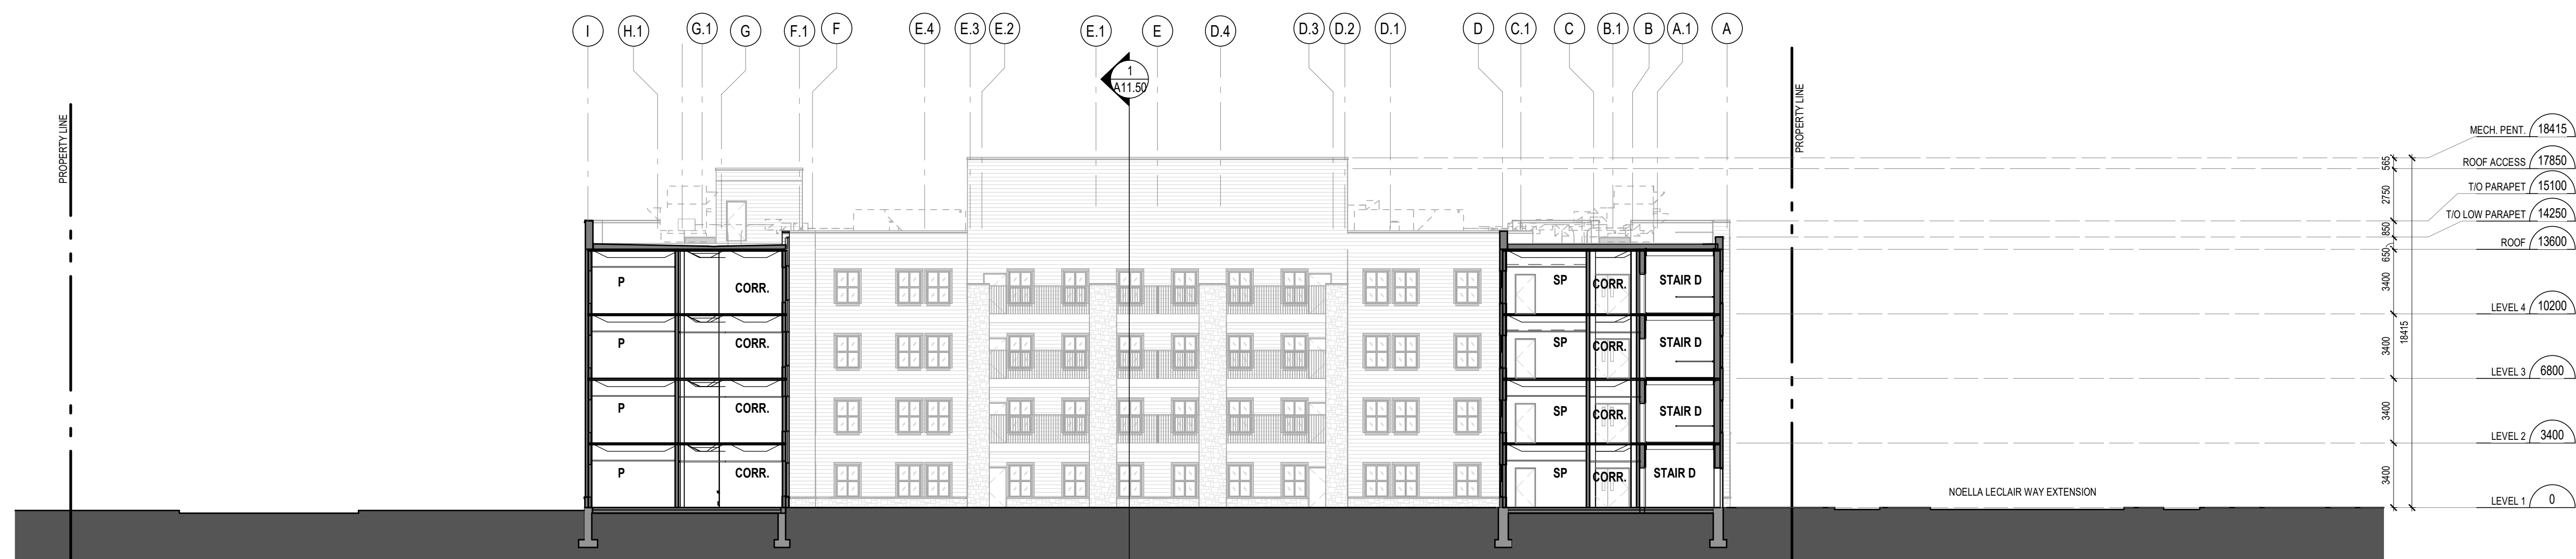 I H.1 G.1 G F.1 F E.4 E.3 E.2 E.1 E D.4 D.3 D.2 D.1 D C.1 C B.1 B A.1 A
1
A11.50
PROPERTY LINE
PROPERTY LINE
MECH. PENT. 18415
ROOF ACCESS 17850
T/O PARAPET 15100
T/O LOW PARAPET 14250
ROOF 13600
LEVEL 4 10200
LEVEL 3 6800
LEVEL 2 3400
LEVEL 1 0
565
2750
850
650
3400
3400
3400
3400
18415
P CORR. SP CORR. STAIR D
P CORR. SP CORR. STAIR D
P CORR. SP CORR. STAIR D
P CORR. SP CORR. STAIR D
NOELLA LECLAIR WAY EXTENSION